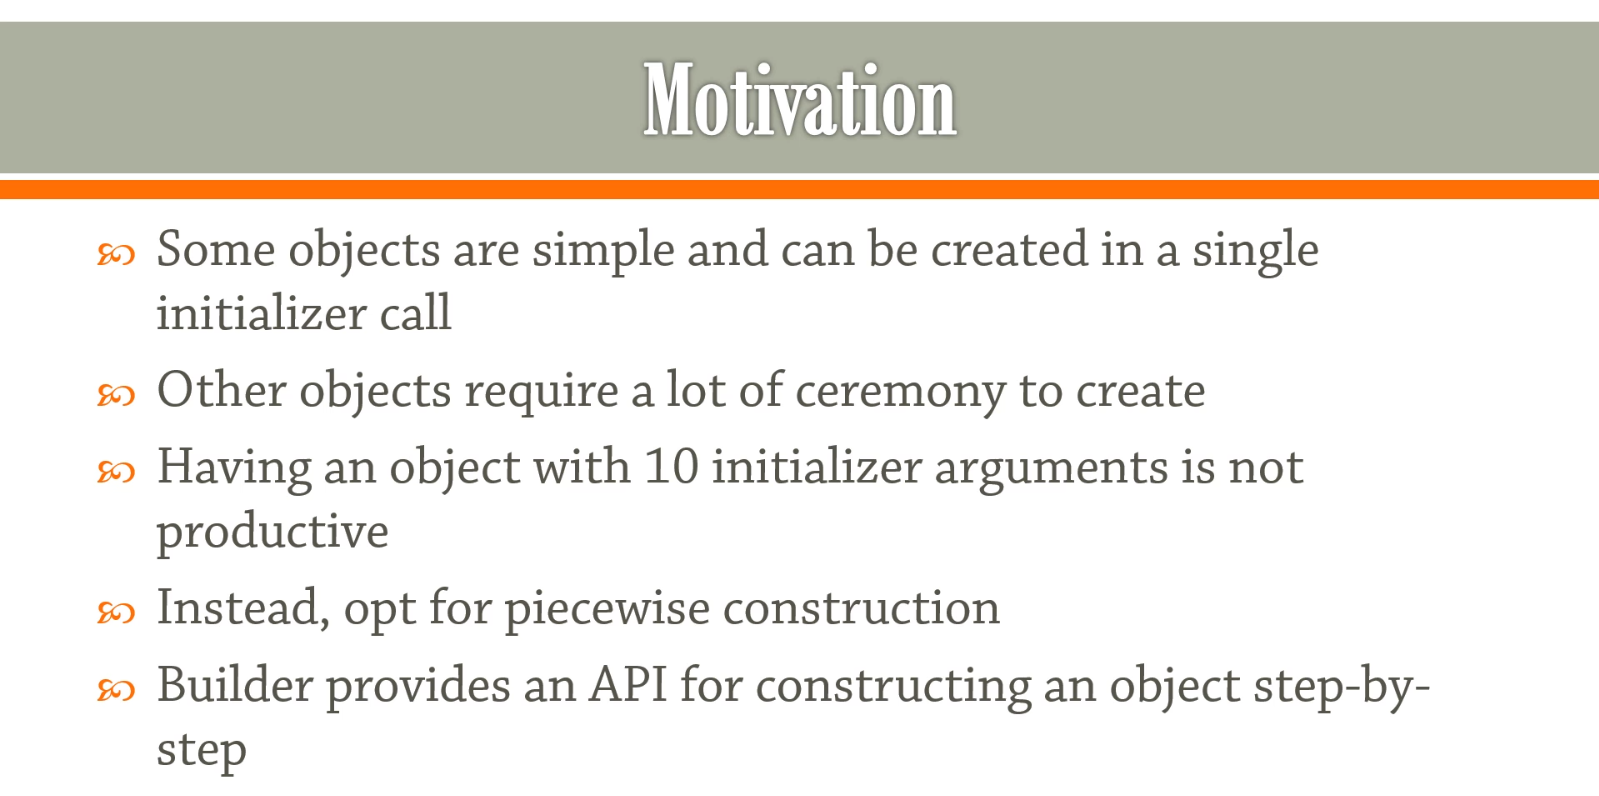 Motivation
Some objects are simple and can be created in a single
initializer call
Other objects require a lot of ceremony to create
Having an object with 10 initializer arguments is not
productive
Instead, opt for piecewise construction
Builder provides an API for constructing an object step-by-
step